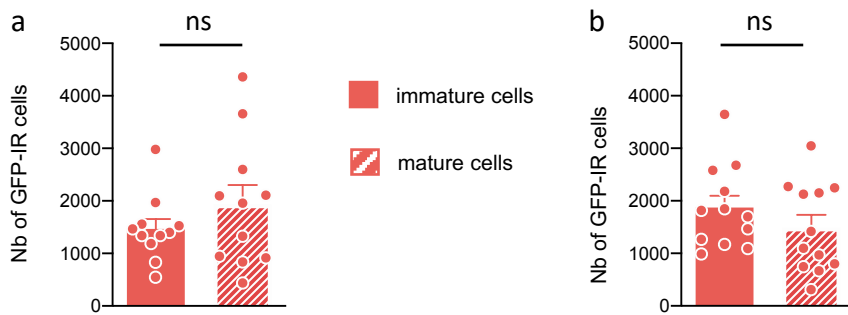 a
ns
Nb of GFP-IR cells
5000
4000
3000
2000
1000
0
immature cells
mature cells
b
ns
Nb of GFP-IR cells
5000
4000
3000
2000
1000
0